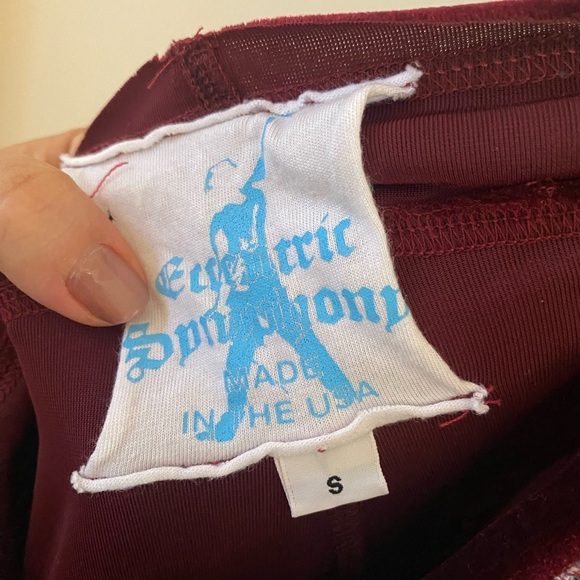 Eccentric
Symphony
MADE
IN THE USA
S